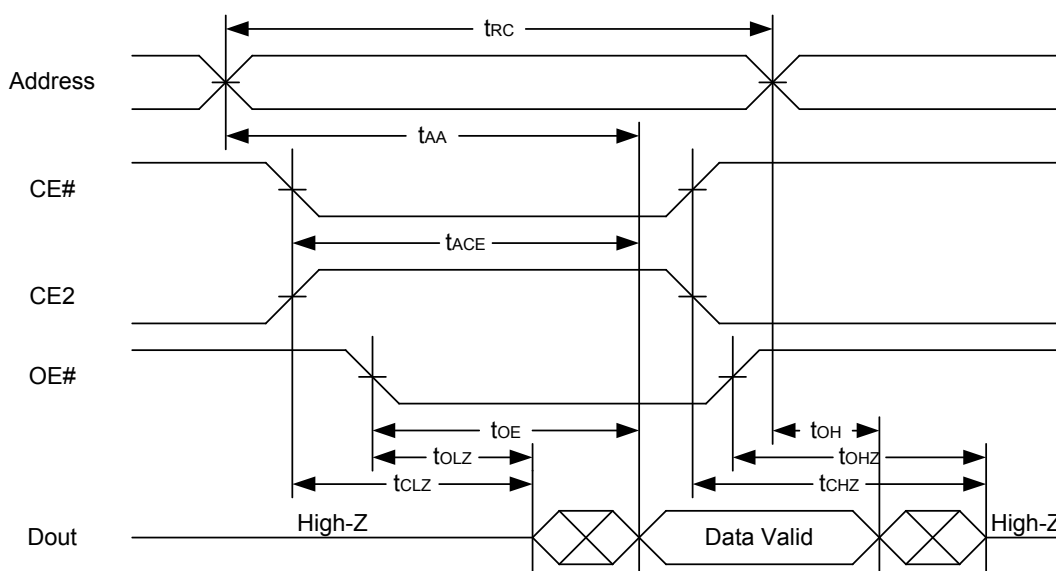 tRC
Address
tAA
CE#
tACE
CE2
OE#
tOE
tOH
tOLZ
tOHZ
tCLZ
tCHZ
High-Z
Dout
Data Valid
High-Z